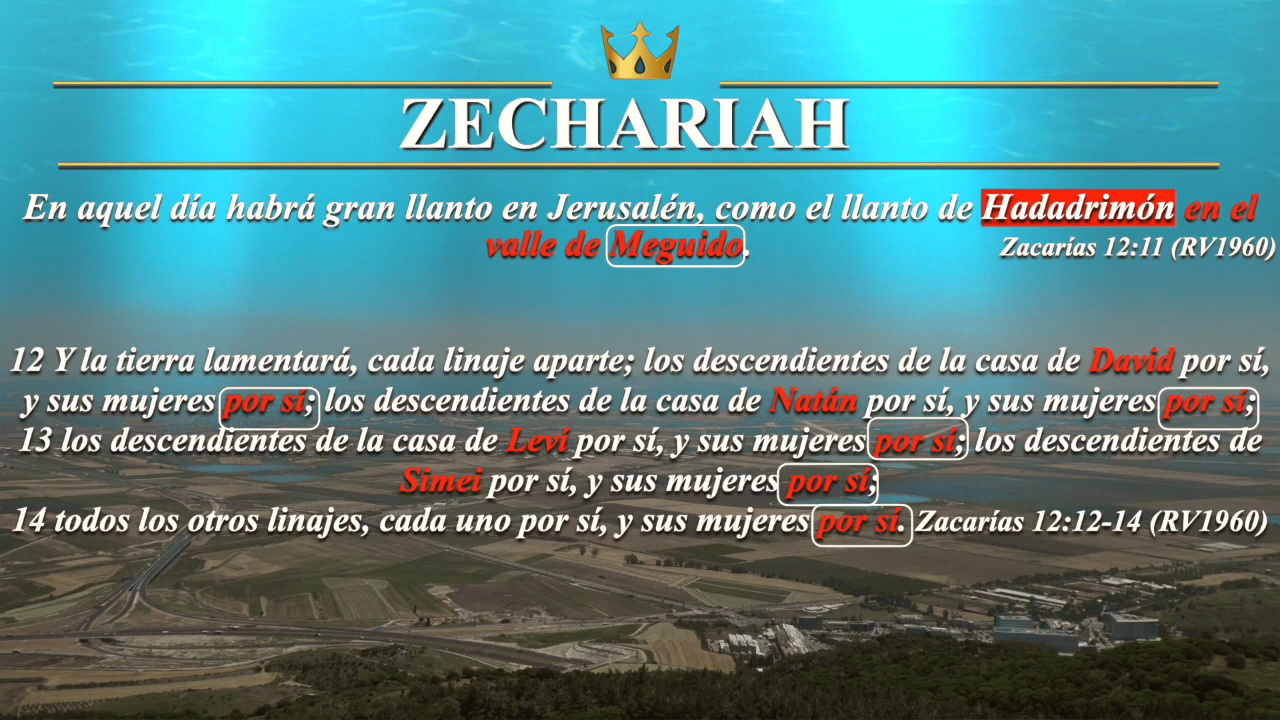 ZECHARIAH
En aquel día habrá gran llanto en Jerusalén, como el llanto de Hadadrimón en el
valle de Meguido.
Zacarías 12:11 (RV1960)
12 Y la tierra lamentará, cada linaje aparte; los descendientes de la casa de David por sí,
y sus mujeres por sí; los descendientes de la casa de Natán por sí, y sus mujeres por sí;
13 los descendientes de la casa de Leví por sí, y sus mujeres por sí; los descendientes de
Simei por sí, y sus mujeres por sí;
14 todos los otros linajes, cada uno por sí, y sus mujeres por sí. Zacarías 12:12-14 (RV1960)